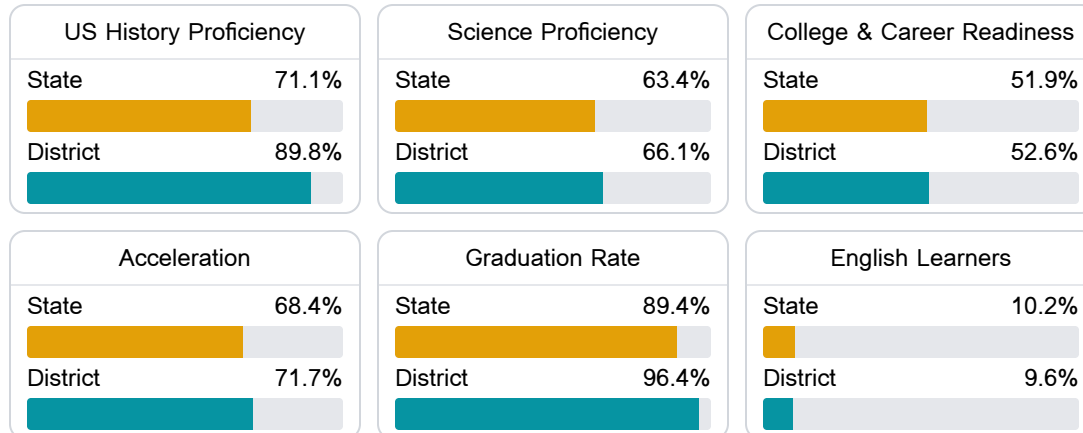 US History Proficiency
State 71.1%
District 89.8%
Science Proficiency
State 63.4%
District 66.1%
College & Career Readiness
State 51.9%
District 52.6%
Acceleration
State 68.4%
District 71.7%
Graduation Rate
State 89.4%
District 96.4%
English Learners
State 10.2%
District 9.6%